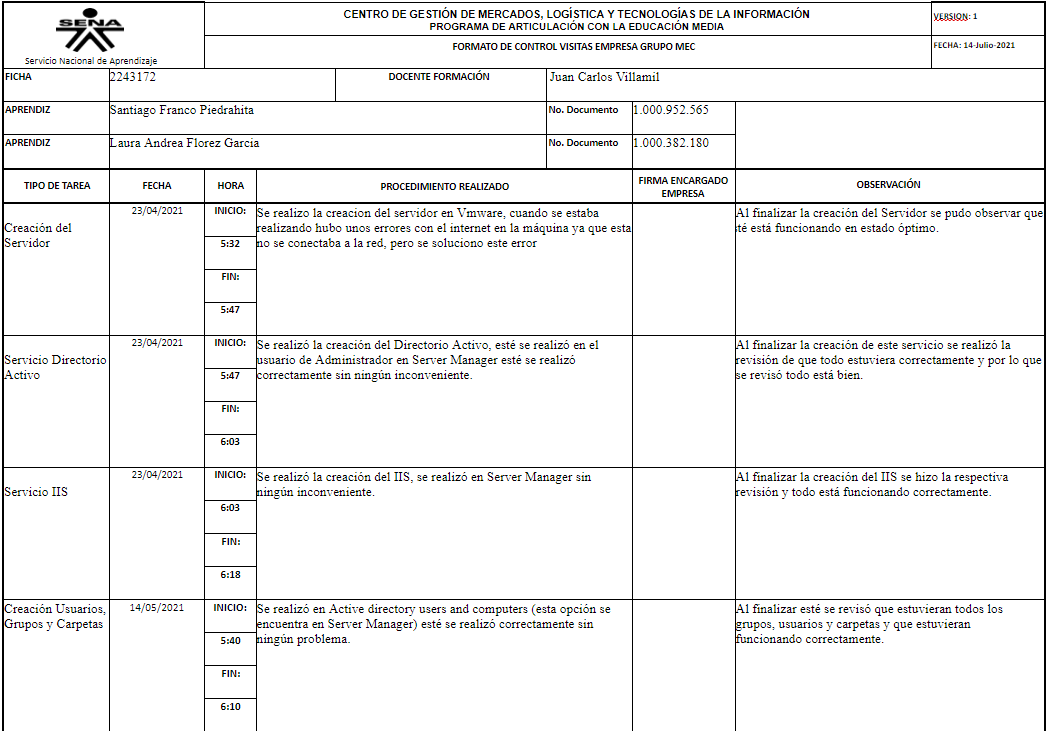 SENA
Servicio Nacional de Aprendizaje
CENTRO DE GESTIÓN DE MERCADOS, LOGÍSTICA Y TECNOLOGÍAS DE LA INFORMACIÓN
PROGRAMA DE ARTICULACIÓN CON LA EDUCACIÓN MEDIA
FORMATO DE CONTROL VISITAS EMPRESA GRUPO MEC
VERSION: 1
FECHA: 14-Julio-2021
FICHA 2243172 DOCENTE FORMACIÓN Juan Carlos Villamil
APRENDIZ Santiago Franco Piedrahita No. Documento 1.000.952.565
APRENDIZ Laura Andrea Florez Garcia No. Documento 1.000.382.180
TIPO DE TAREA FECHA HORA PROCEDIMIENTO REALIZADO FIRMA ENCARGADO EMPRESA OBSERVACIÓN
Creación del
Servidor
23/04/2021
INICIO:
5:32
FIN:
5:47
Se realizo la creacion del servidor en Vmware, cuando se estaba
realizando hubo unos errores con el internet en la máquina ya que esta
no se conectaba a la red, pero se soluciono este error
Al finalizar la creación del Servidor se pudo observar que
sté está funcionando en estado óptimo.
Servicio Directorio
Activo
23/04/2021
INICIO:
5:47
FIN:
6:03
Se realizó la creación del Directorio Activo, esté se realizó en el
usuario de Administrador en Server Manager esté se realizó
correctamente sin ningún inconveniente.
Al finalizar la creación de este servicio se realizó la
revisión de que todo estuviera correctamente y por lo que
se revisó todo está bien.
Servicio IIS
23/04/2021
INICIO:
6:03
FIN:
6:18
Se realizó la creación del IIS, se realizó en Server Manager sin
ningún inconveniente.
Al finalizar la creación del IIS se hizo la respectiva
revisión y todo está funcionando correctamente.
Creación Usuarios,
Grupos y Carpetas
14/05/2021
INICIO:
5:40
FIN:
6:10
Se realizó en Active directory users and computers (esta opción se
encuentra en Server Manager) esté se realizó correctamente sin
ningún problema.
Al finalizar esté se revisó que estuvieran todos los
grupos, usuarios y carpetas y que estuvieran
funcionando correctamente.